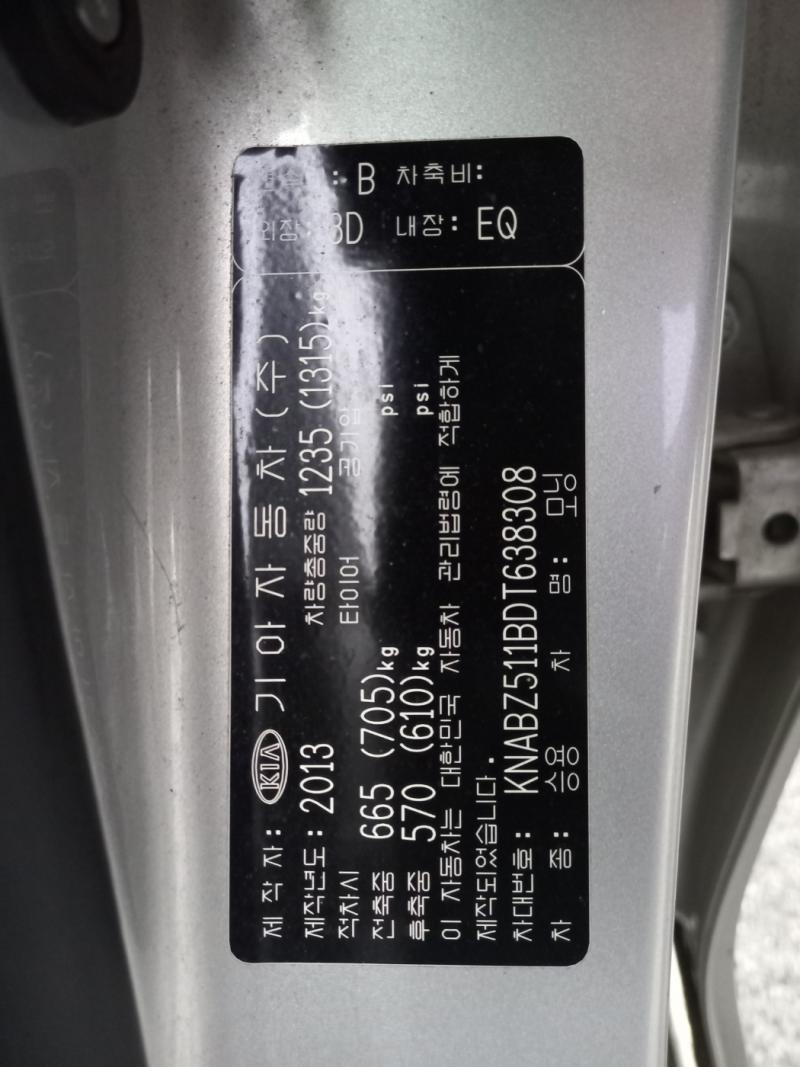 : B 차축비:
외장: 3D 내장: EQ
제 작 자: KIA 기 아 자 동 차 ( 주 )
제작년도: 2013 차량총중량 1235 (1315)kg
적차시 타이어 공기압
전축중 665 (705)kg psi
후축중 570 (610)kg psi
이 자동차는 대한민국 자동차 관리법령에 적합하게
제작되었습니다.
차대번호: KNABZ511BDT638308
차 종: 승용 차 명: 모닝